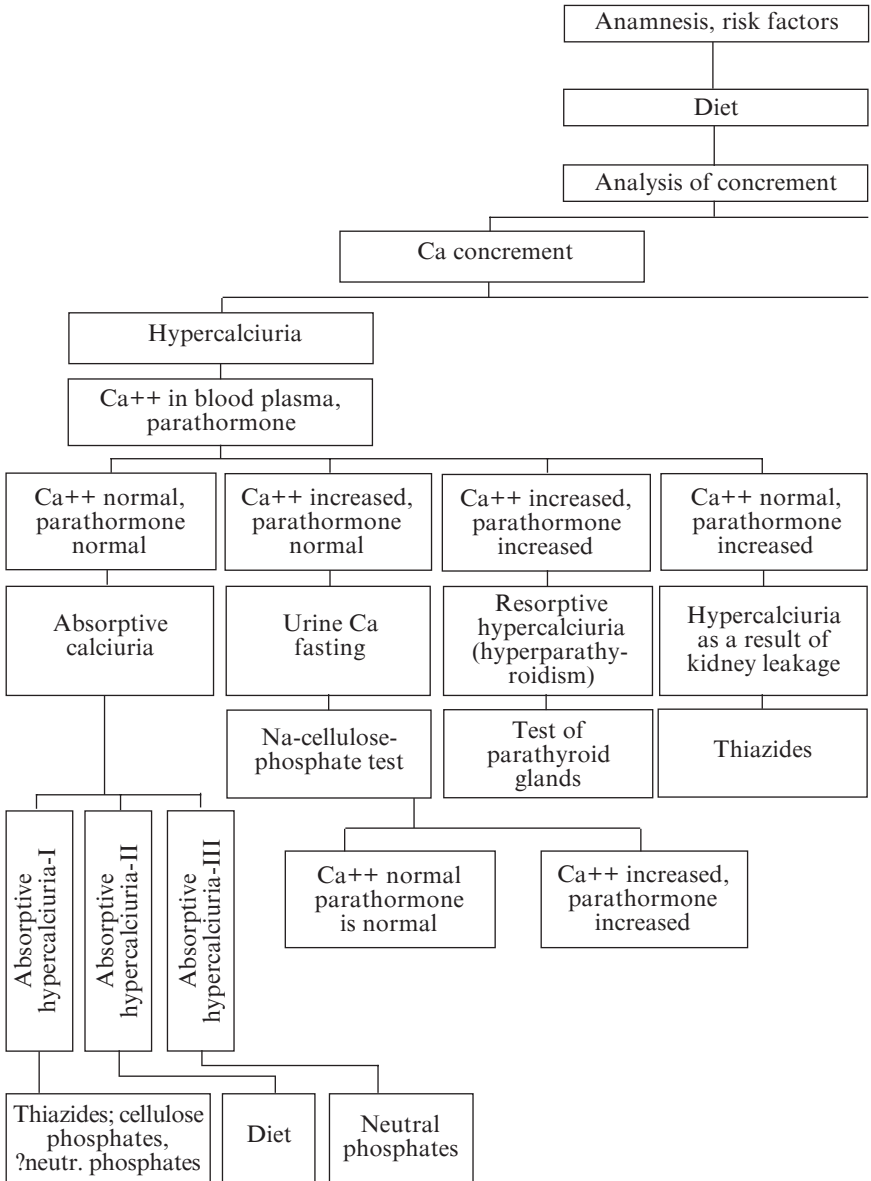 Anamnesis, risk factors
Diet
Analysis of concrement
Ca concrement
Hypercalciuria
Ca++ in blood plasma,
parathormone
Ca++ normal,
parathormone
normal
Ca++ increased,
parathormone
normal
Ca++ increased,
parathormone
increased
Ca++ normal,
parathormone
increased
Absorptive
calciuria
Urine Ca
fasting
Resorptive
hypercalciuria
(hyperparathy-
roidism)
Hypercalciuria
as a result of
kidney leakage
Na-cellulose-
phosphate test
Test of
parathyroid
glands
Thiazides
Absorptive
hypercalciuria-I
Absorptive
hypercalciuria-II
Absorptive
hypercalciuria-III
Ca++ normal
parathormone
is normal
Ca++ increased,
parathormone
increased
Thiazides; cellulose
phosphates,
?neutr. phosphates
Diet
Neutral
phosphates